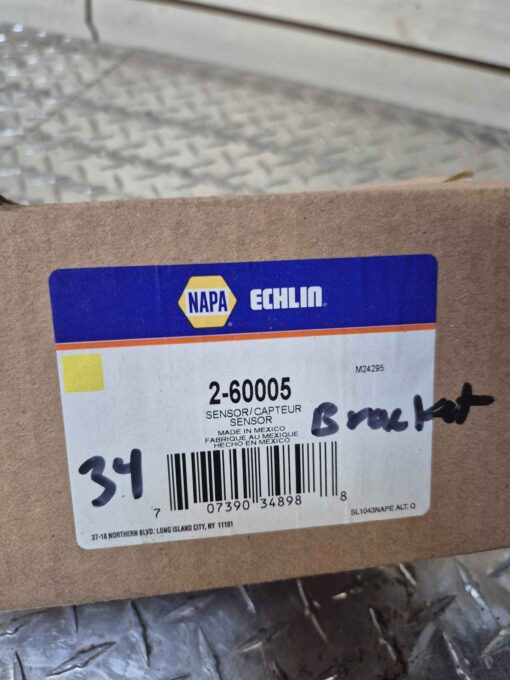 NAPA ECHLIN
M24295
2-60005
SENSOR/CAPTEUR
SENSOR
MADE IN MEXICO
FABRIQUE AU MEXIQUE
HECHO EN MEXICO
Bracket
34
7 07390 34898 8
37-18 NORTHERN BLVD. LONG ISLAND CITY, NY 11101
SL1043NAPE ALT. Q